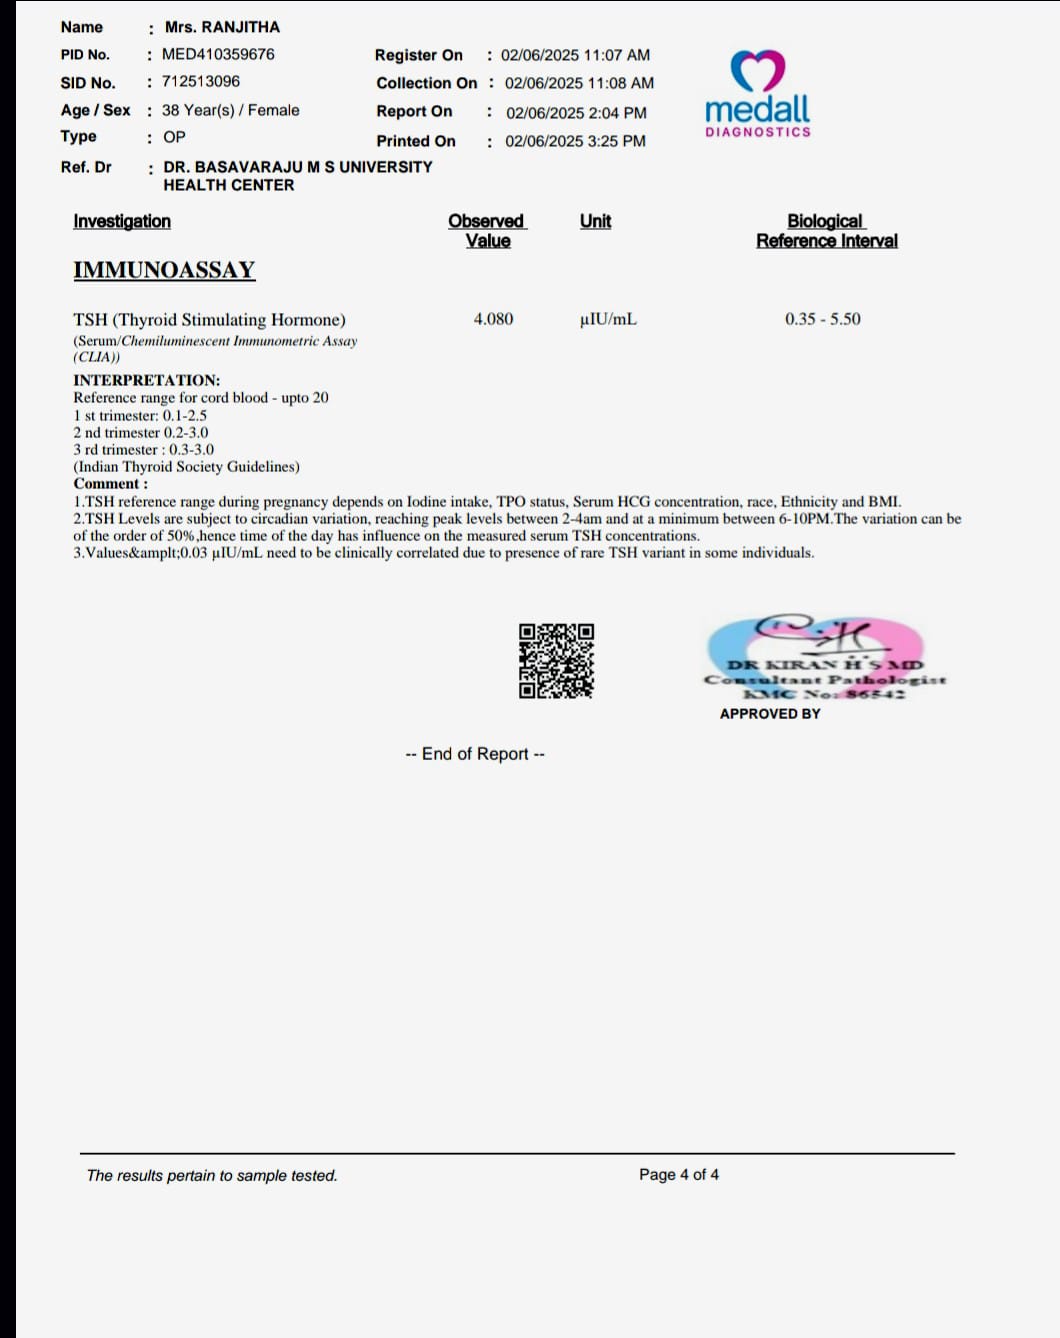 Name : Mrs. RANJITHA
PID No. : MED410359676 Register On : 02/06/2025 11:07 AM
SID No. : 712513096 Collection On : 02/06/2025 11:08 AM
Age / Sex : 38 Year(s) / Female Report On : 02/06/2025 2:04 PM
Type : OP Printed On : 02/06/2025 3:25 PM
Ref. Dr : DR. BASAVARAJU M S UNIVERSITY
HEALTH CENTER
medall
DIAGNOSTICS
Investigation Observed Value Unit Biological Reference Interval
IMMUNOASSAY
TSH (Thyroid Stimulating Hormone) 4.080 µIU/mL 0.35 - 5.50
(Serum/Chemiluminescent Immunometric Assay
(CLIA))
INTERPRETATION:
Reference range for cord blood - upto 20
1 st trimester: 0.1-2.5
2 nd trimester 0.2-3.0
3 rd trimester : 0.3-3.0
(Indian Thyroid Society Guidelines)
Comment :
1.TSH reference range during pregnancy depends on Iodine intake, TPO status, Serum HCG concentration, race, Ethnicity and BMI.
2.TSH Levels are subject to circadian variation, reaching peak levels between 2-4am and at a minimum between 6-10PM.The variation can be
of the order of 50%,hence time of the day has influence on the measured serum TSH concentrations.
3.Values&amplt;0.03 µIU/mL need to be clinically correlated due to presence of rare TSH variant in some individuals.
DR KIRAN H S MD
Consultant Pathologist
KMC No: 86542
APPROVED BY
-- End of Report --
The results pertain to sample tested. Page 4 of 4